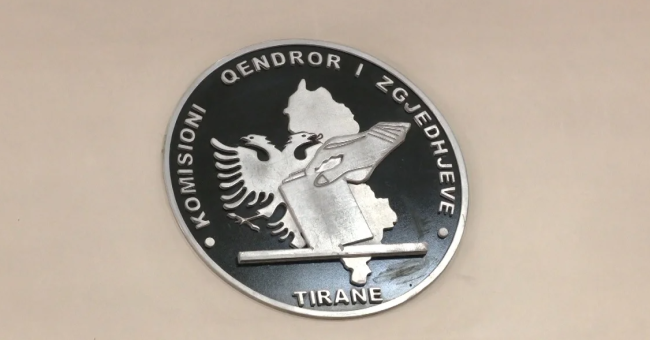 KOMISIONI QENDROR I ZGJEDHJEVE
TIRANE